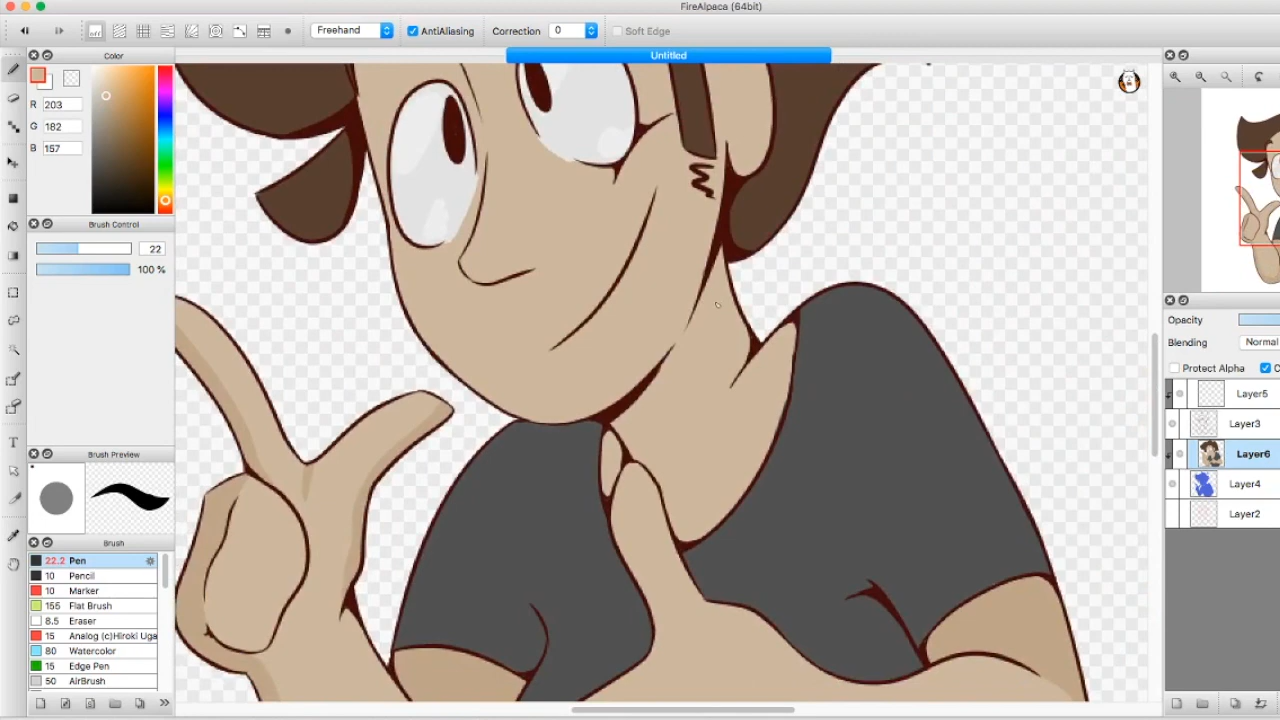 FireAlpaca (64bit)
Freehand AntiAliasing Correction 0 Soft Edge
Untitled
Color
R 203
G 182
B 157
Brush Control
22
100 %
Brush Preview
Brush
22.2 Pen
10 Pencil
10 Marker
155 Flat Brush
8.5 Eraser
15 Analog (c)Hiroki Uga
80 Watercolor
15 Edge Pen
50 AirBrush
T
Opacity
Blending Normal
Protect Alpha C
Layer5
Layer3
Layer6
Layer4
Layer2